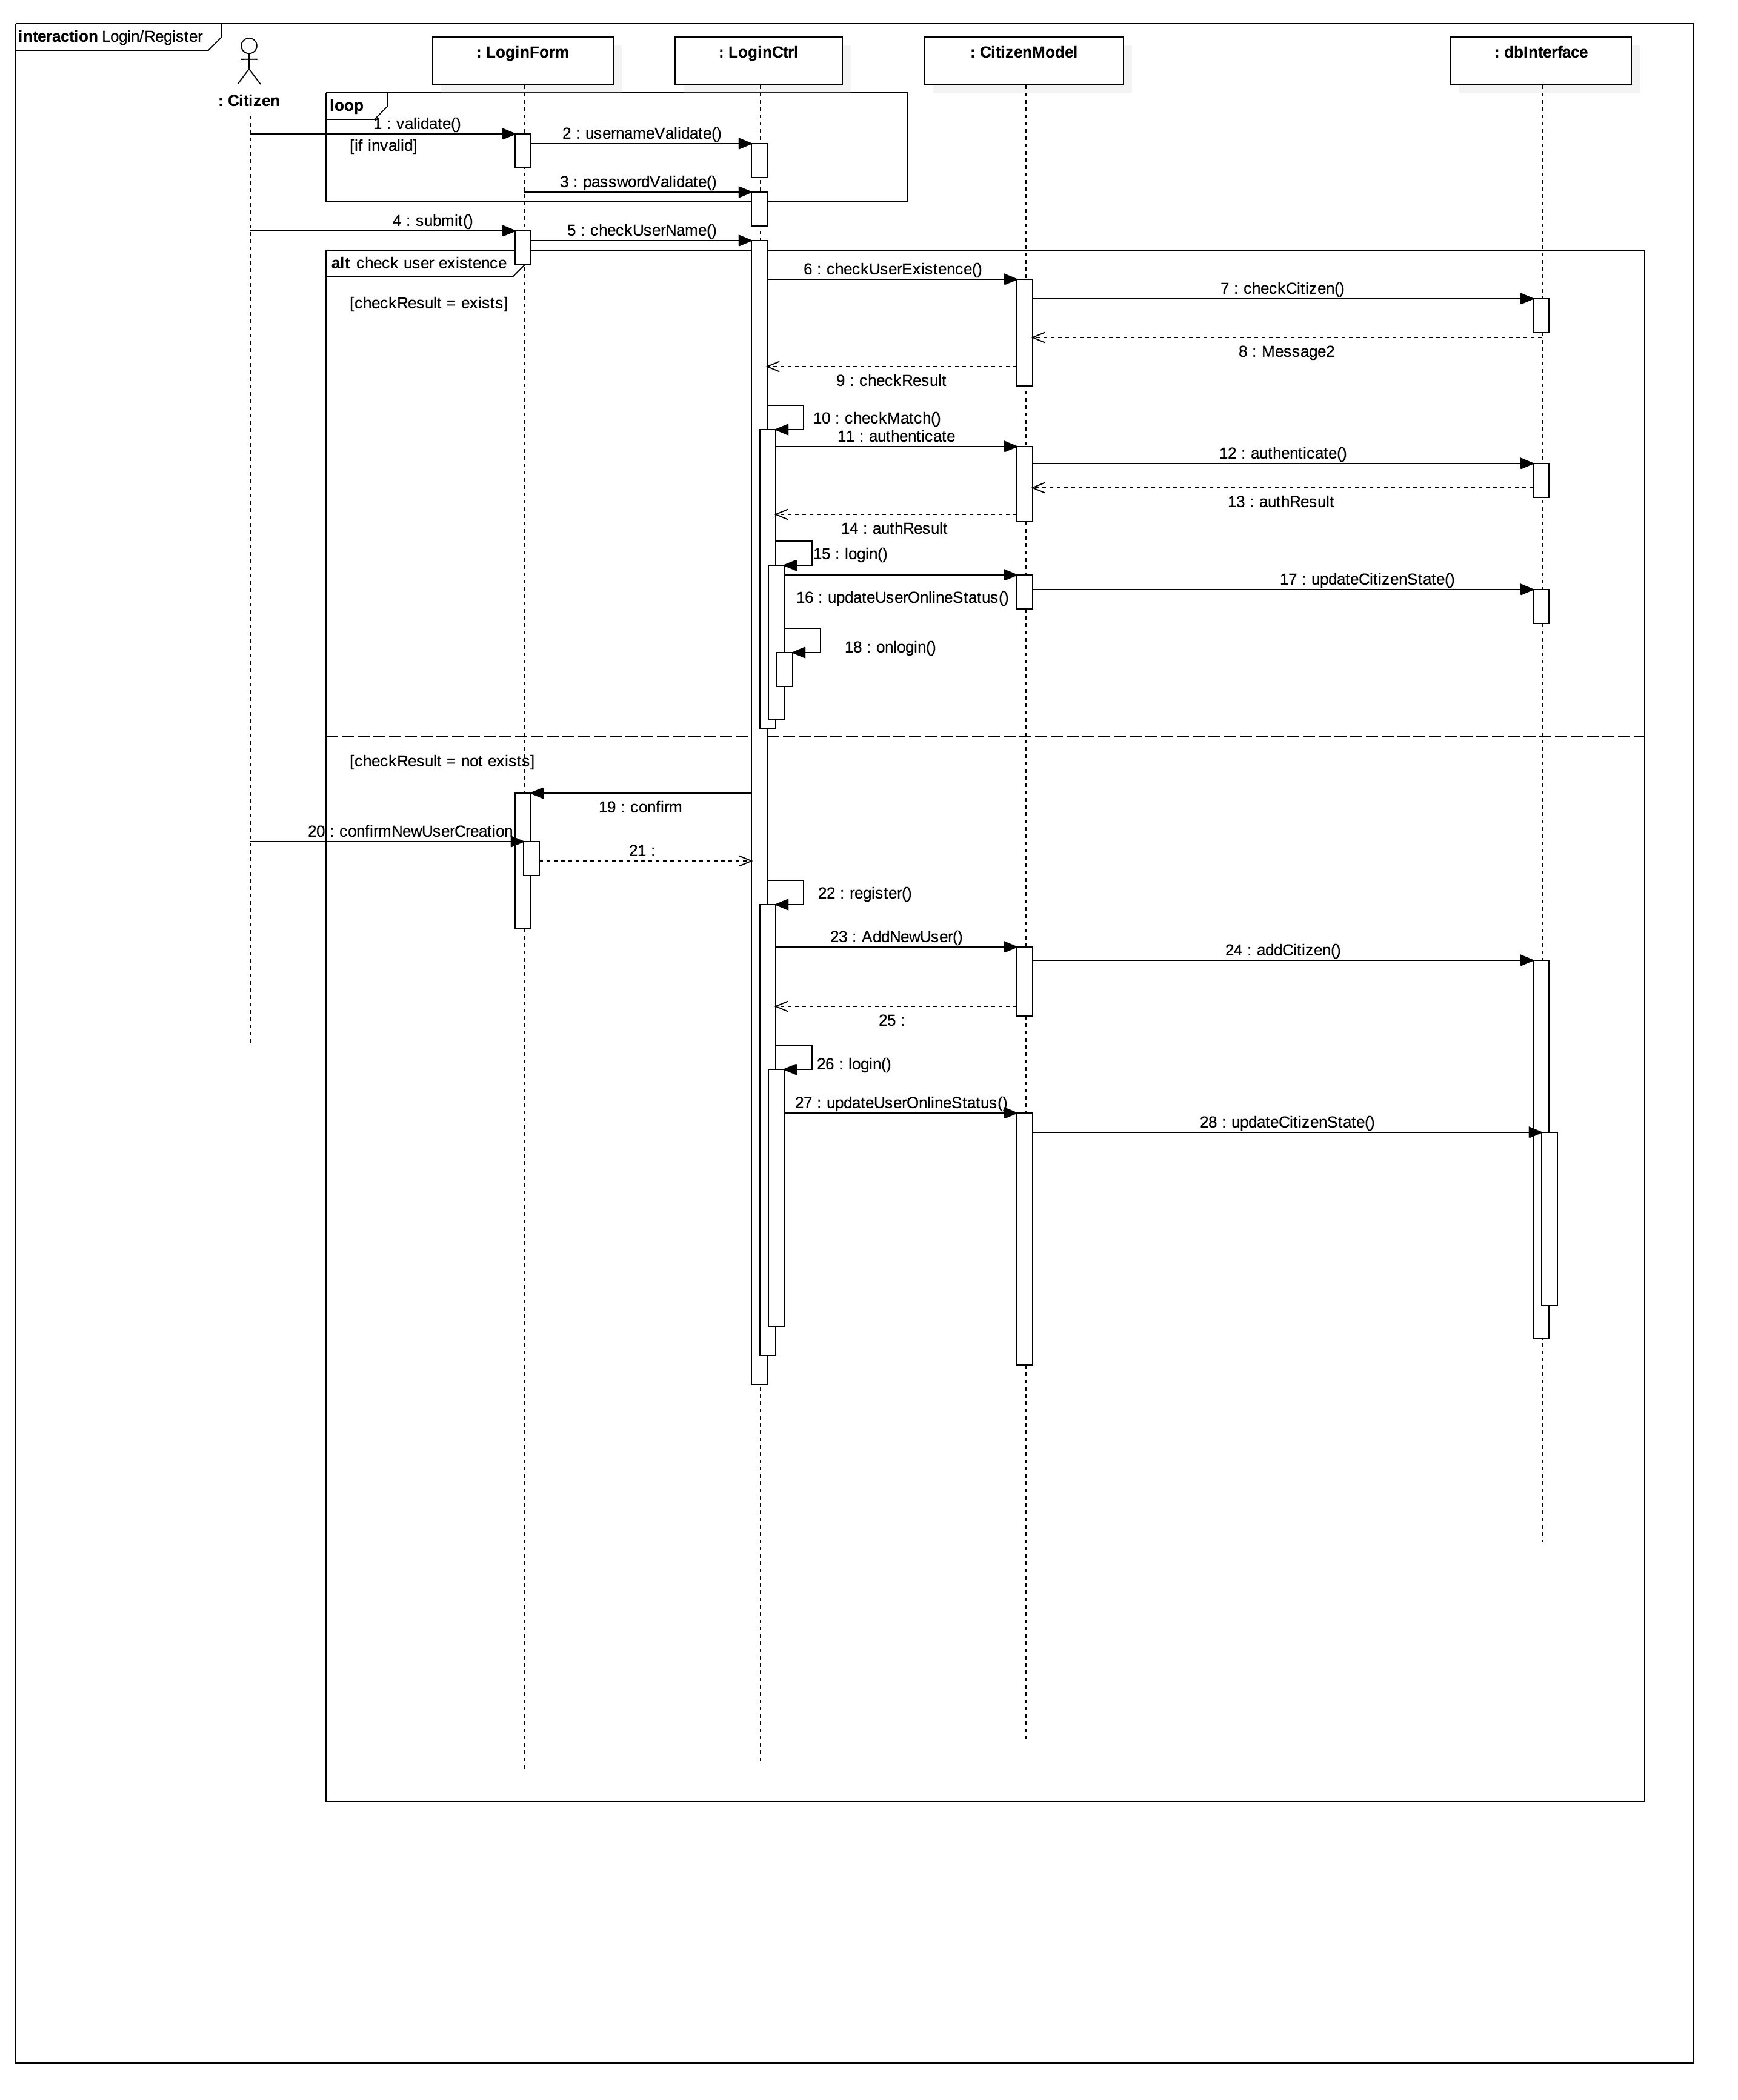 interaction Login/Register
: Citizen
: LoginForm
: LoginCtrl
: CitizenModel
: dbInterface
loop
1 : validate()
[if invalid]
2 : usernameValidate()
3 : passwordValidate()
4 : submit()
5 : checkUserName()
alt check user existence
[checkResult = exists]
6 : checkUserExistence()
7 : checkCitizen()
8 : Message2
9 : checkResult
10 : checkMatch()
11 : authenticate
12 : authenticate()
13 : authResult
14 : authResult
15 : login()
16 : updateUserOnlineStatus()
17 : updateCitizenState()
18 : onlogin()
[checkResult = not exists]
19 : confirm
20 : confirmNewUserCreation
21 :
22 : register()
23 : AddNewUser()
24 : addCitizen()
25 :
26 : login()
27 : updateUserOnlineStatus()
28 : updateCitizenState()